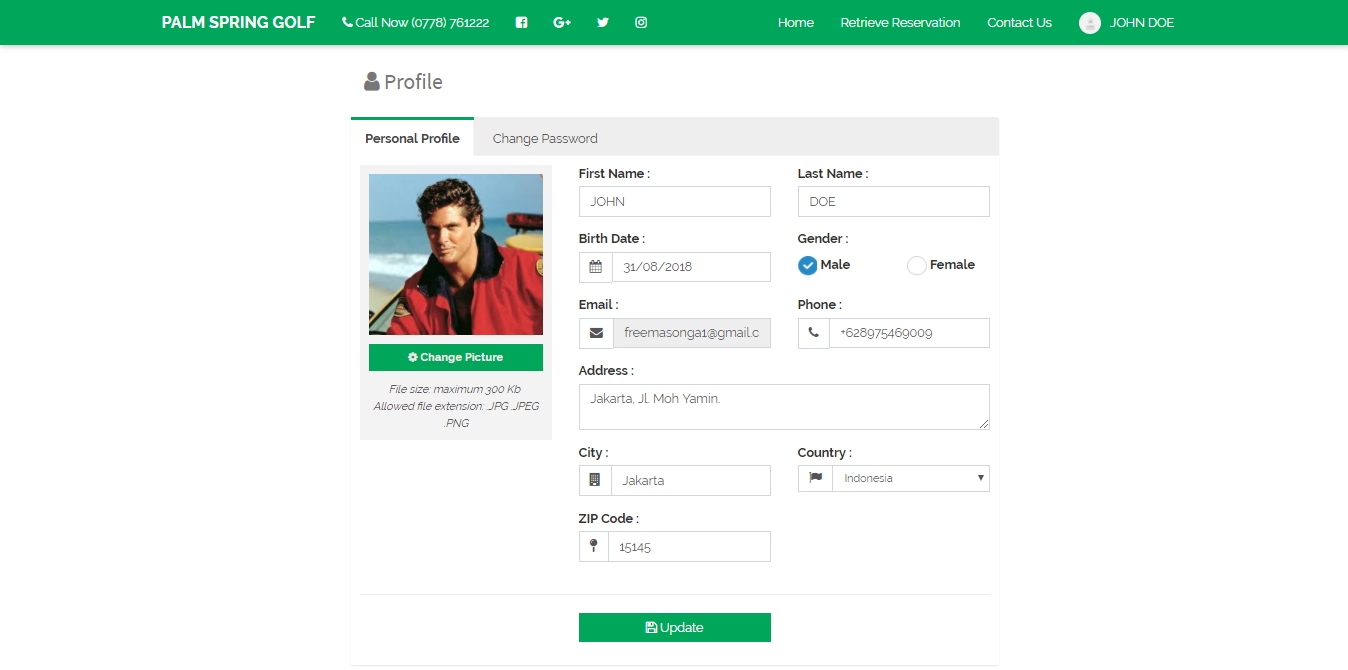 PALM SPRING GOLF Call Now (0778) 761222 Home Retrieve Reservation Contact Us JOHN DOE
Profile
Personal Profile Change Password
First Name : Last Name :
JOHN DOE
Birth Date : Gender :
31/08/2018 Male Female
Email : Phone :
freemasonga1@gmail.c +628975469009
Change Picture
Address :
File size: maximum 300 Kb
Allowed file extension: .JPG .JPEG
.PNG
Jakarta, Jl. Moh Yamin.
City : Country :
Jakarta Indonesia
ZIP Code :
15145
Update